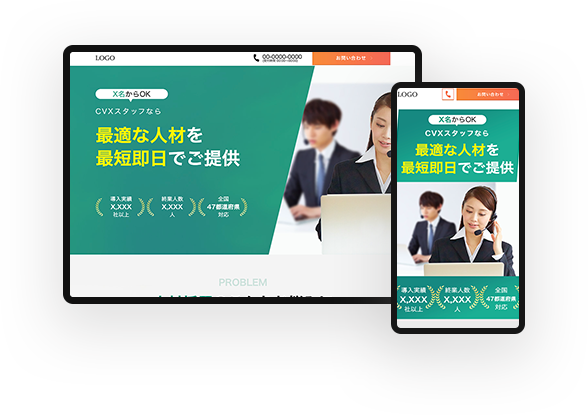 LOGO
00-0000-0000
お問い合わせ
X名からOK
CVXスタッフなら
最適な人材を
最短即日でご提供
導入実績
X,XXX
社以上
終業人数
X,XXX
人
全国
47都道府県
対応
PROBLEM
LOGO
お問い合わせ
X名からOK
CVXスタッフなら
最適な人材を
最短即日でご提供
導入実績
X,XXX
社以上
終業人数
X,XXX
人
全国
47都道府県
対応